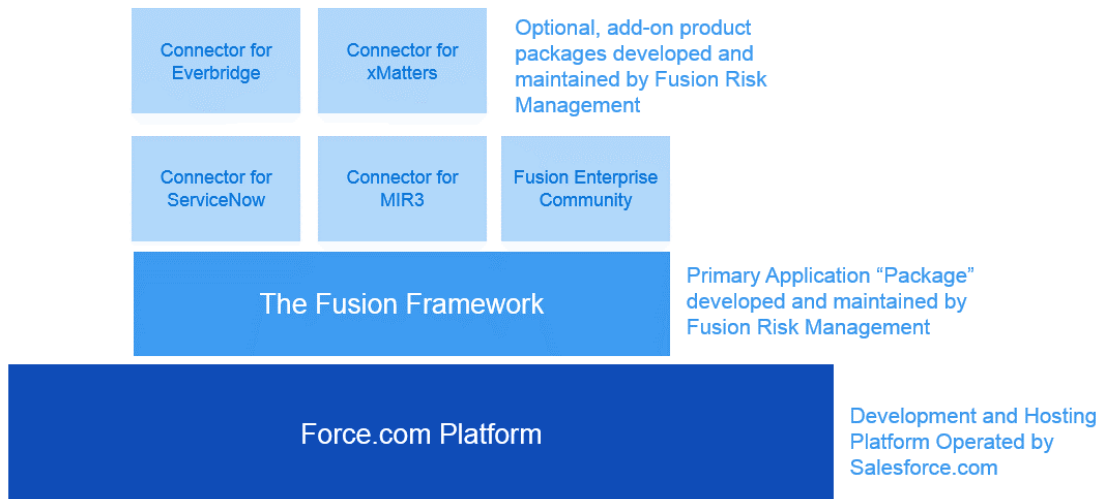 Connector for
Everbridge
Connector for
xMatters
Optional, add-on product
packages developed and
maintained by Fusion Risk
Management
Connector for
ServiceNow
Connector for
MIR3
Fusion Enterprise
Community
The Fusion Framework
Primary Application “Package”
developed and maintained by
Fusion Risk Management
Force.com Platform
Development and Hosting
Platform Operated by
Salesforce.com